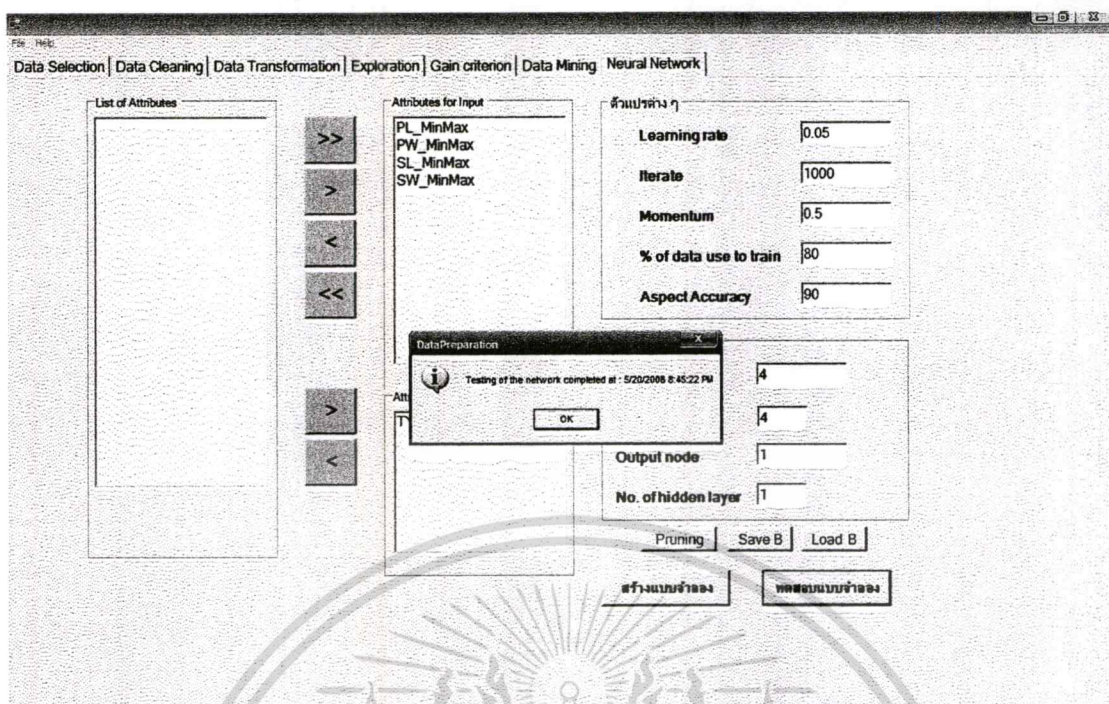 File Help
Data Selection Data Cleaning Data Transformation Exploration Gain criterion Data Mining Neural Network
List of Attributes
>>
>
<
<<
>
<
Attributes for Input
PL_MinMax
PW_MinMax
SL_MinMax
SW_MinMax
ตัวแปรต่าง ๆ
Learning rate 0.05
Iterate 1000
Momentum 0.5
% of data use to train 80
Aspect Accuracy 90
DataPreparation
Testing of the network completed at : 5/20/2008 8:45:22 PM
OK
4
4
Output node 1
No. of hidden layer 1
Pruning Save B Load B
สร้างแบบจำลอง ทดสอบแบบจำลอง